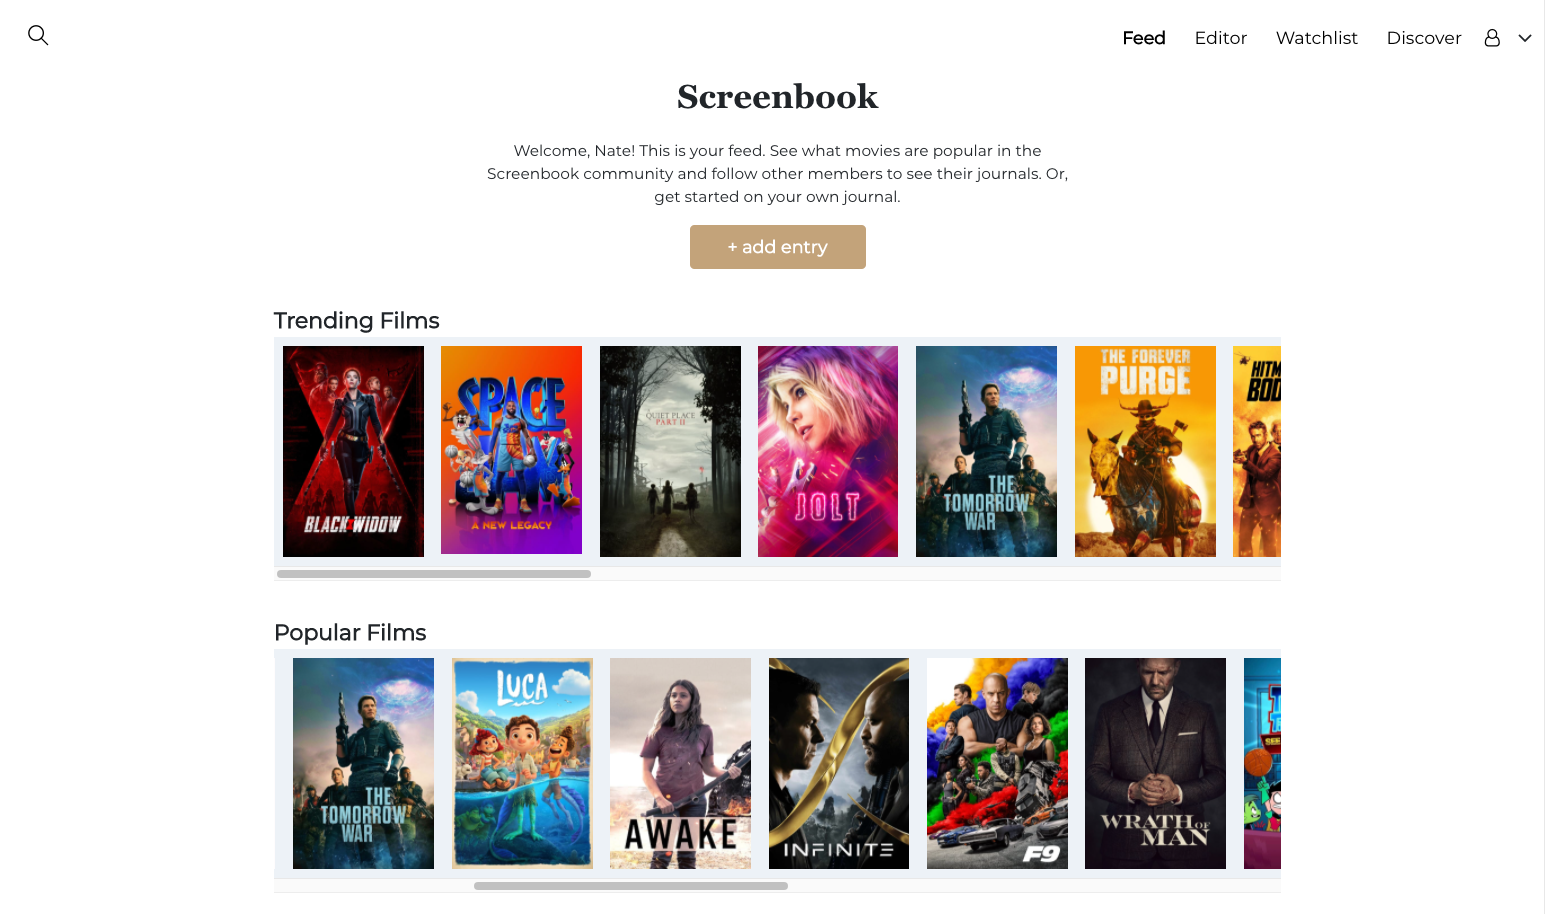 Feed Editor Watchlist Discover
Screenbook
Welcome, Nate! This is your feed. See what movies are popular in the
Screenbook community and follow other members to see their journals. Or,
get started on your own journal.
+ add entry
Trending Films
BLACK WIDOW
SPACE
A NEW LEGACY
QUIET PLACE
PART II
JOLT
THE
TOMORROW
WAR
THE FOREVER
PURGE
HITM
BOD
Popular Films
THE
TOMORROW
WAR
LUCA
AWAKE
INFINITE
F9
WRATH OF
MAN